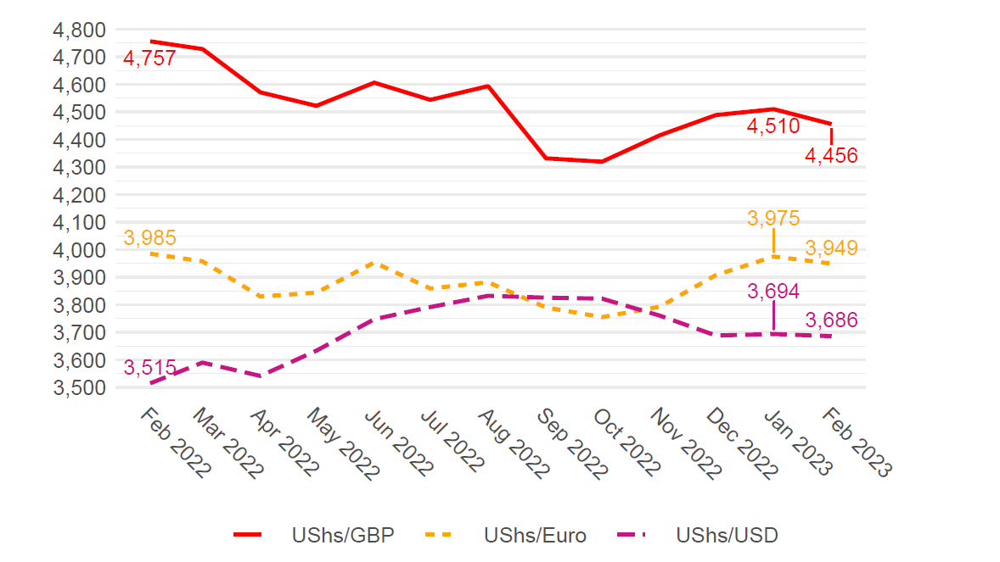 4,800
4,700
4,600
4,500
4,400
4,300
4,200
4,100
4,000
3,900
3,800
3,700
3,600
3,500
4,757
4,510
4,456
3,985
3,975
3,949
3,515
3,694
3,686
Feb 2022
Mar 2022
Apr 2022
May 2022
Jun 2022
Jul 2022
Aug 2022
Sep 2022
Oct 2022
Nov 2022
Dec 2022
Jan 2023
Feb 2023
UShs/GBP UShs/Euro UShs/USD